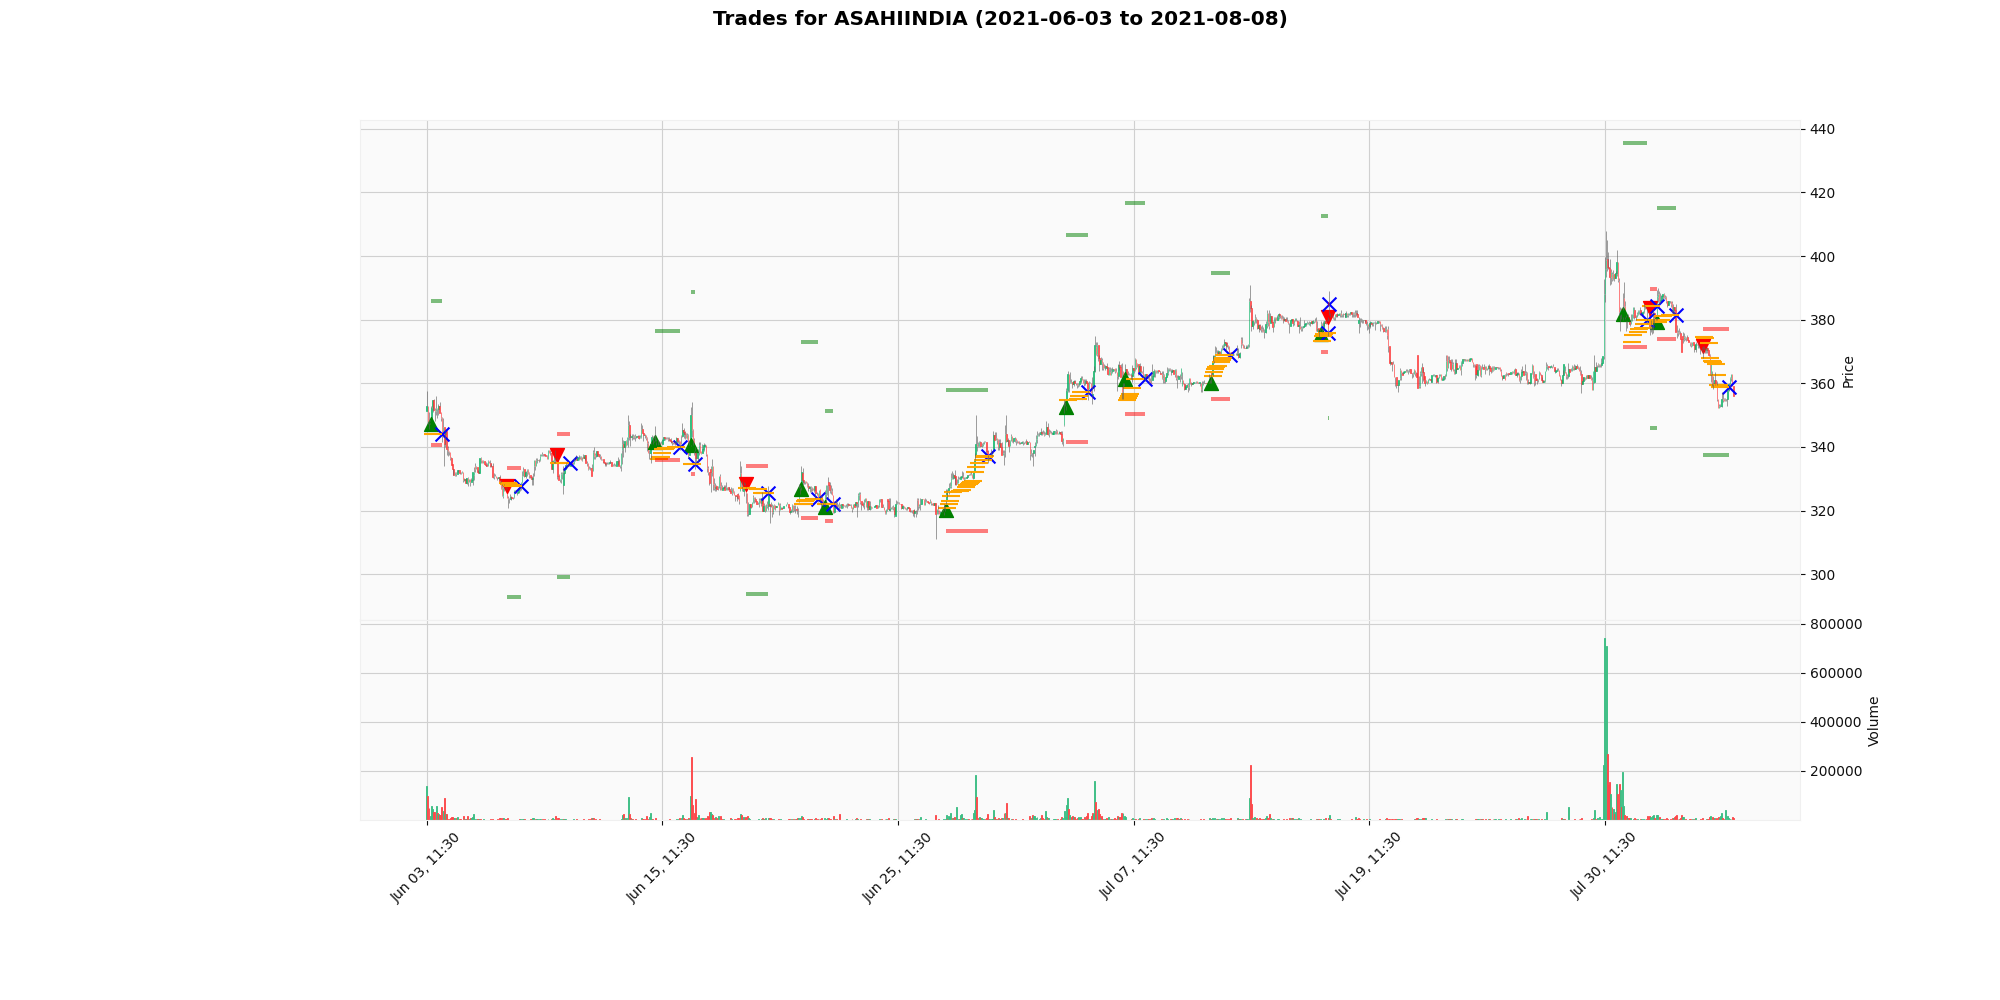 Trades for ASAHIINDIA (2021-06-03 to 2021-08-08)
440
420
400
380
360
340
320
300
Price
800000
600000
400000
200000
Volume
Jun 03, 11:30
Jun 15, 11:30
Jun 25, 11:30
Jul 07, 11:30
Jul 19, 11:30
Jul 30, 11:30